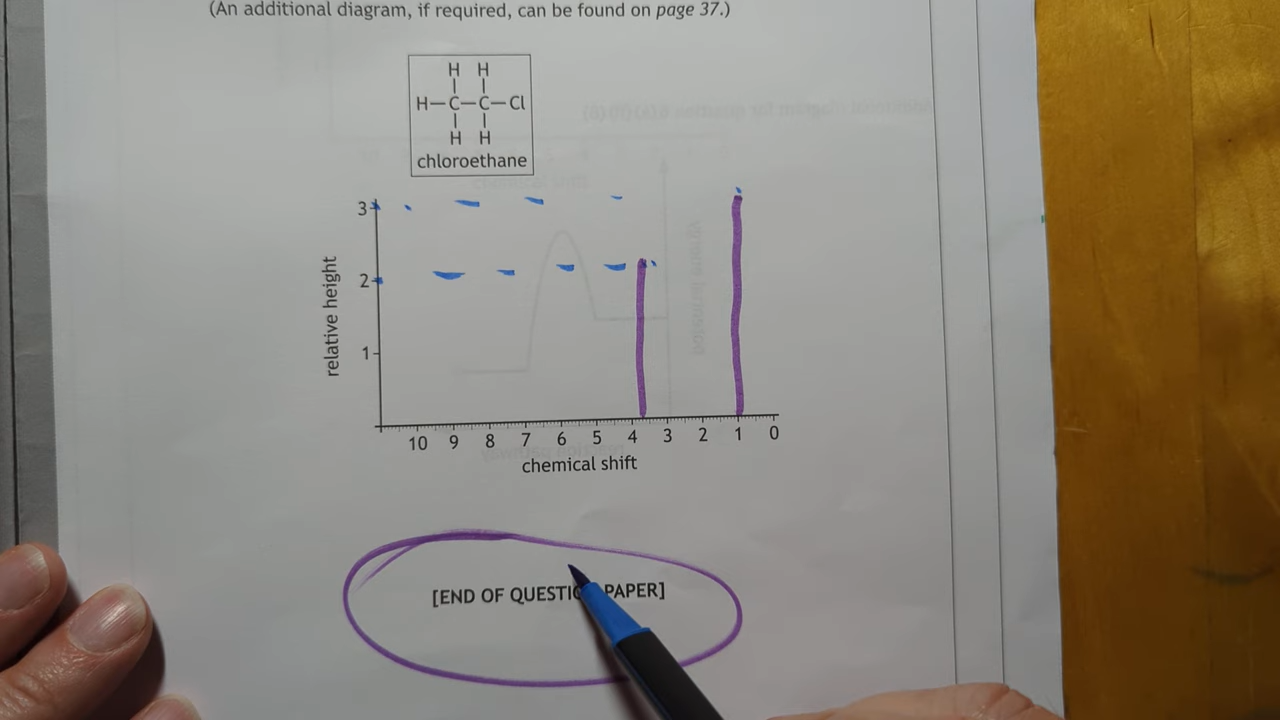 (An additional diagram, if required, can be found on page 37.)
H H
H—C—C—Cl
H H
chloroethane
3
2
1
relative height
10 9 8 7 6 5 4 3 2 1 0
chemical shift
[END OF QUESTION PAPER]